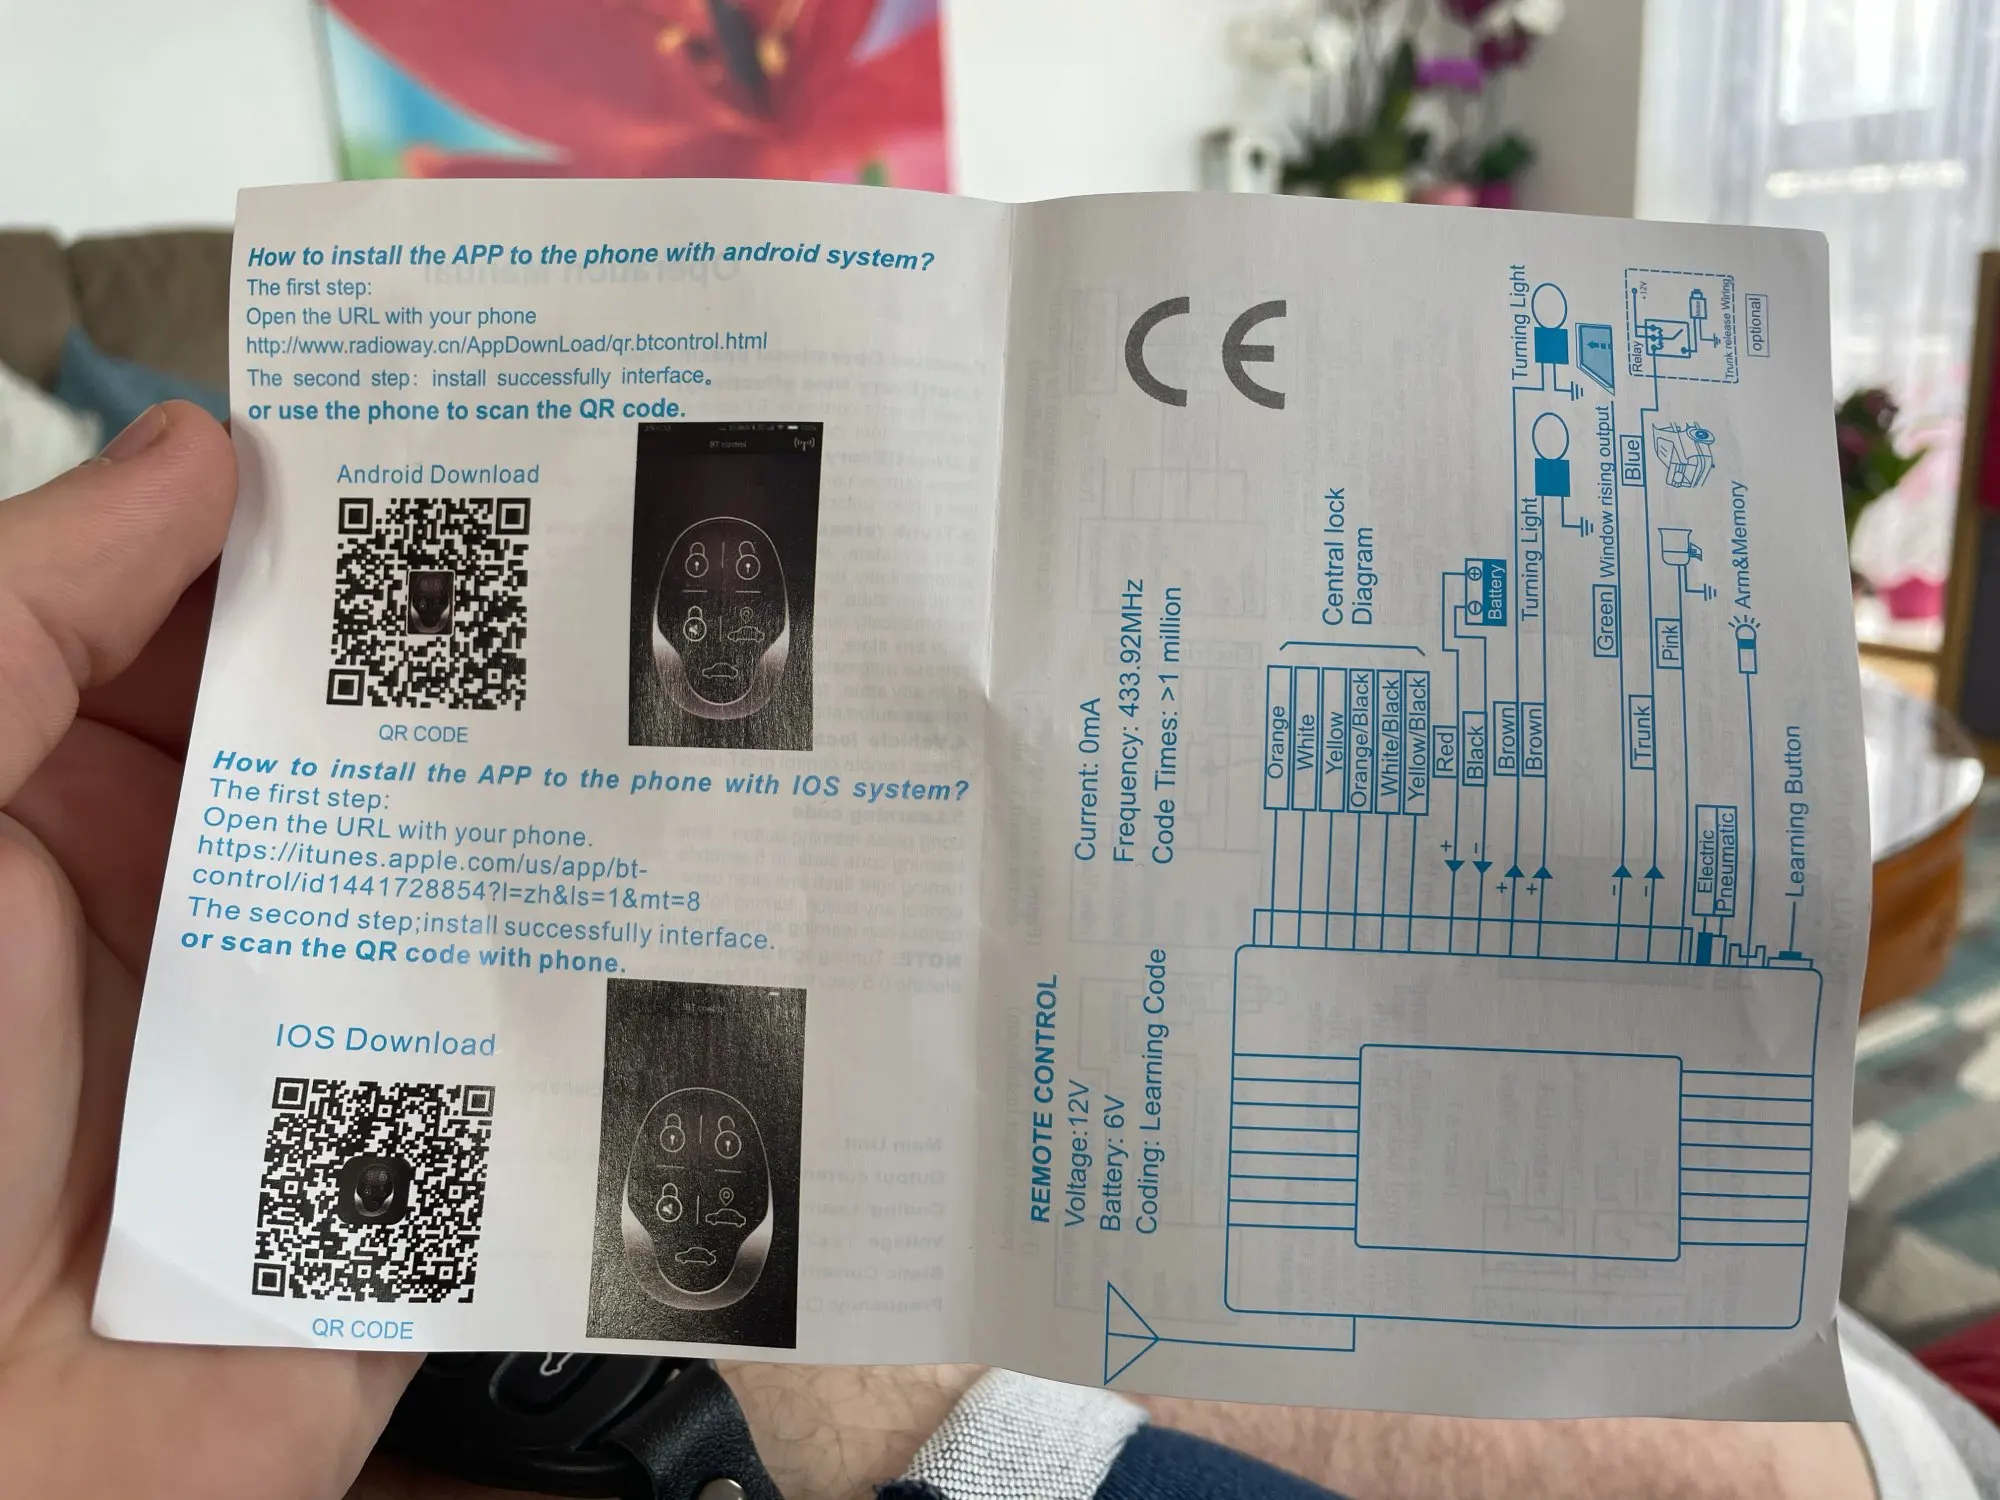 How to install the APP to the phone with android system?
The first step:
Open the URL with your phone
http://www.radioway.cn/AppDownLoad/qr.btcontrol.html
The second step: install successfully interface。
or use the phone to scan the QR code.
Android Download
BT control
QR CODE
How to install the APP to the phone with IOS system?
The first step:
Open the URL with your phone.
https://itunes.apple.com/us/app/bt-
control/id1441728854?l=zh&ls=1&mt=8
The second step;install successfully interface.
or scan the QR code with phone.
IOS Download
QR CODE
CE
REMOTE CONTROL
Voltage:12V
Current: 0mA
Battery: 6V
Frequency: 433.92MHz
Coding: Learning Code
Code Times: >1 million
Central lock
Diagram
Orange
White
Yellow
Orange/Black
White/Black
Yellow/Black
Red
+
Black
-
Battery
Brown
+
Turning Light
Brown
+
Turning Light
Green
Window rising output
-
Trunk
-
Blue
Relay
+12V
Motor
Trunk release Wiring
optional
Pink
Electric
Pneumatic
Arm&Memory
Learning Button